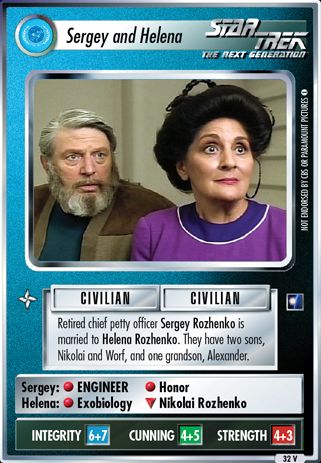 Sergey and Helena
STAR TREK
THE NEXT GENERATION
NOT ENDORSED BY CBS OR PARAMOUNT PICTURES
CIVILIAN CIVILIAN
Retired chief petty officer Sergey Rozhenko is
married to Helena Rozhenko. They have two sons,
Nikolai and Worf, and one grandson, Alexander.
Sergey: ENGINEER Honor
Helena: Exobiology Nikolai Rozhenko
INTEGRITY 6+7 CUNNING 4+5 STRENGTH 4+3
32 V